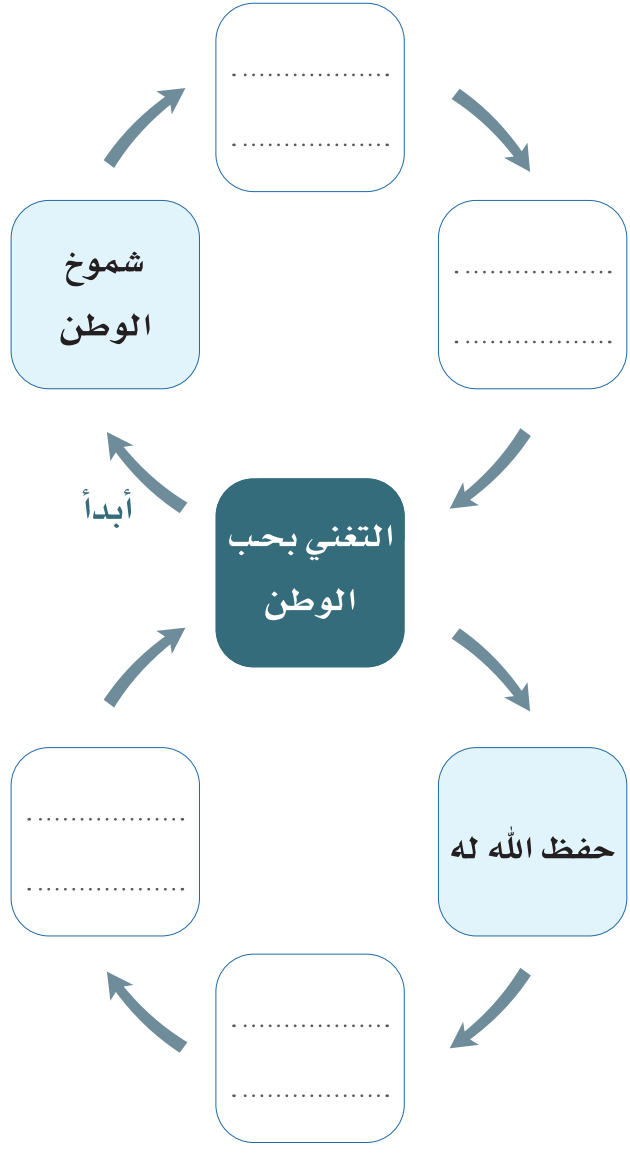 شموخ
الوطن
أبدأ
التغني بحب
الوطن
حفظ الله له